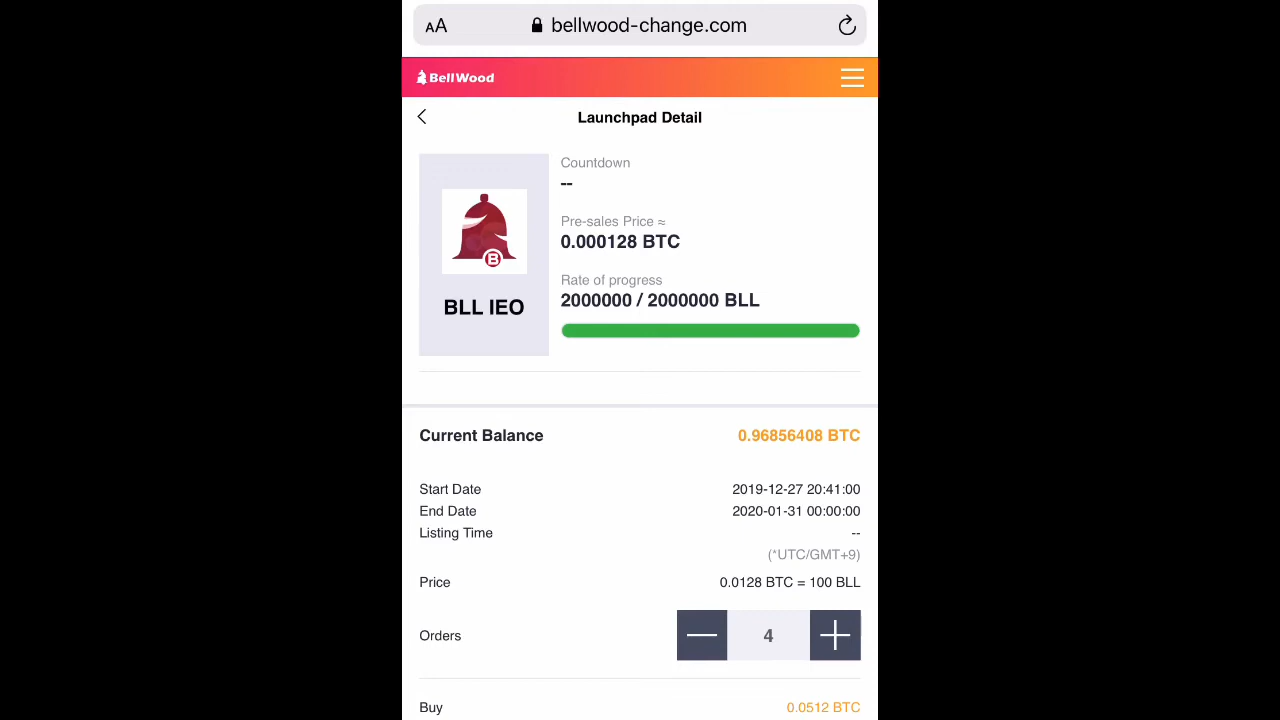 AA bellwood-change.com
BellWood
Launchpad Detail
Countdown
--
Pre-sales Price ≈
0.000128 BTC
Rate of progress
2000000 / 2000000 BLL
B
BLL IEO
Current Balance 0.96856408 BTC
Start Date 2019-12-27 20:41:00
End Date 2020-01-31 00:00:00
Listing Time --
(*UTC/GMT+9)
Price 0.0128 BTC = 100 BLL
Orders 4
Buy 0.0512 BTC